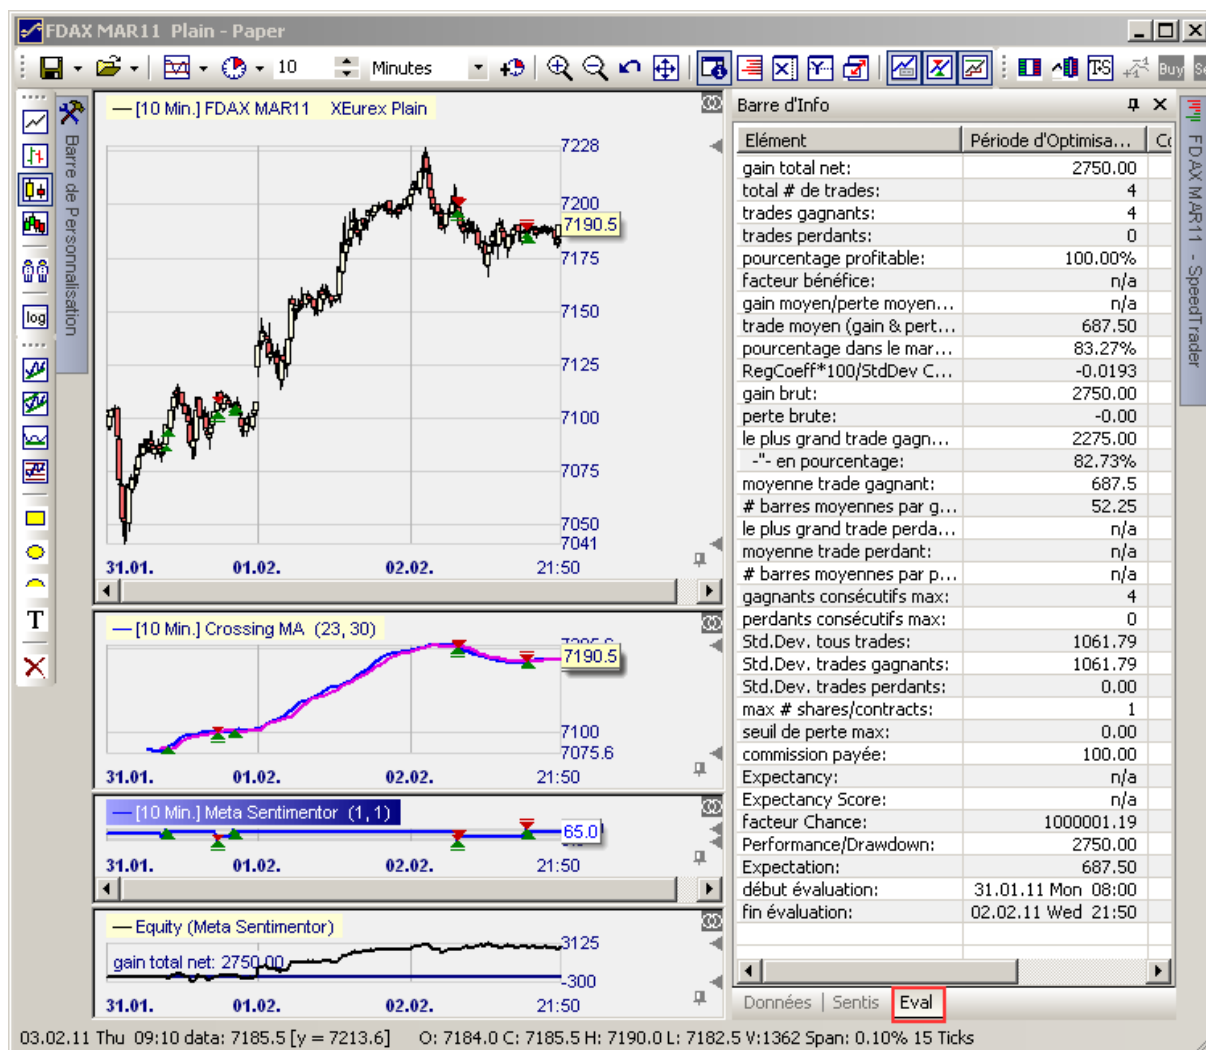 FDAX MAR11 Plain - Paper
10 Minutes
T-S
Buy
Barre de Personnalisation
log
T
[10 Min.] FDAX MAR11 XEurex Plain
7228
7200
7190.5
7175
7150
7125
7100
7075
7050
7041
31.01. 01.02. 02.02. 21:50
[10 Min.] Crossing MA (23, 30)
7190.5
7100
7075.6
31.01. 01.02. 02.02. 21:50
[10 Min.] Meta Sentimentor (1, 1)
65.0
31.01. 01.02. 02.02. 21:50
Equity (Meta Sentimentor)
3125
gain total net: 2750.00
-300
31.01. 01.02. 02.02. 21:50
Barre d'Info
Elément Période d'Optimisa...
gain total net: 2750.00
total # de trades: 4
trades gagnants: 4
trades perdants: 0
pourcentage profitable: 100.00%
facteur bénéfice: n/a
gain moyen/perte moyen... n/a
trade moyen (gain & pert... 687.50
pourcentage dans le mar... 83.27%
RegCoeff*100/StdDev C... -0.0193
gain brut: 2750.00
perte brute: -0.00
le plus grand trade gagn... 2275.00
-"- en pourcentage: 82.73%
moyenne trade gagnant: 687.5
# barres moyennes par g... 52.25
le plus grand trade perda... n/a
moyenne trade perdant: n/a
# barres moyennes par p... n/a
gagnants consécutifs max: 4
perdants consécutifs max: 0
Std.Dev. tous trades: 1061.79
Std.Dev. trades gagnants: 1061.79
Std.Dev. trades perdants: 0.00
max # shares/contracts: 1
seuil de perte max: 0.00
commission payée: 100.00
Expectancy: n/a
Expectancy Score: n/a
facteur Chance: 1000001.19
Performance/Drawdown: 2750.00
Expectation: 687.50
début évaluation: 31.01.11 Mon 08:00
fin évaluation: 02.02.11 Wed 21:50
Données | Sentis Eval
FDAX MAR11 - SpeedTrader
03.02.11 Thu 09:10 data: 7185.5 [y = 7213.6] O: 7184.0 C: 7185.5 H: 7190.0 L: 7182.5 V:1362 Span: 0.10% 15 Ticks